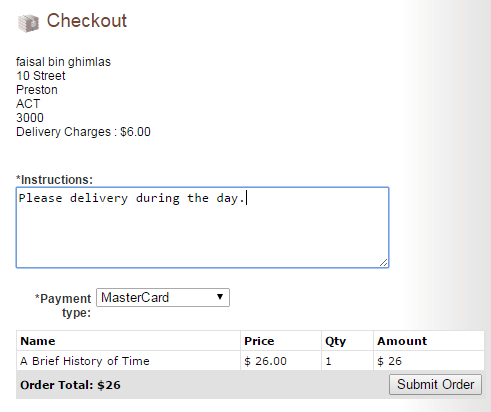 Checkout
faisal bin ghimlas
10 Street
Preston
ACT
3000
Delivery Charges : $6.00
*Instructions:
Please delivery during the day.
*Payment type: MasterCard
Name Price Qty Amount
A Brief History of Time $ 26.00 1 $ 26
Order Total: $26 Submit Order